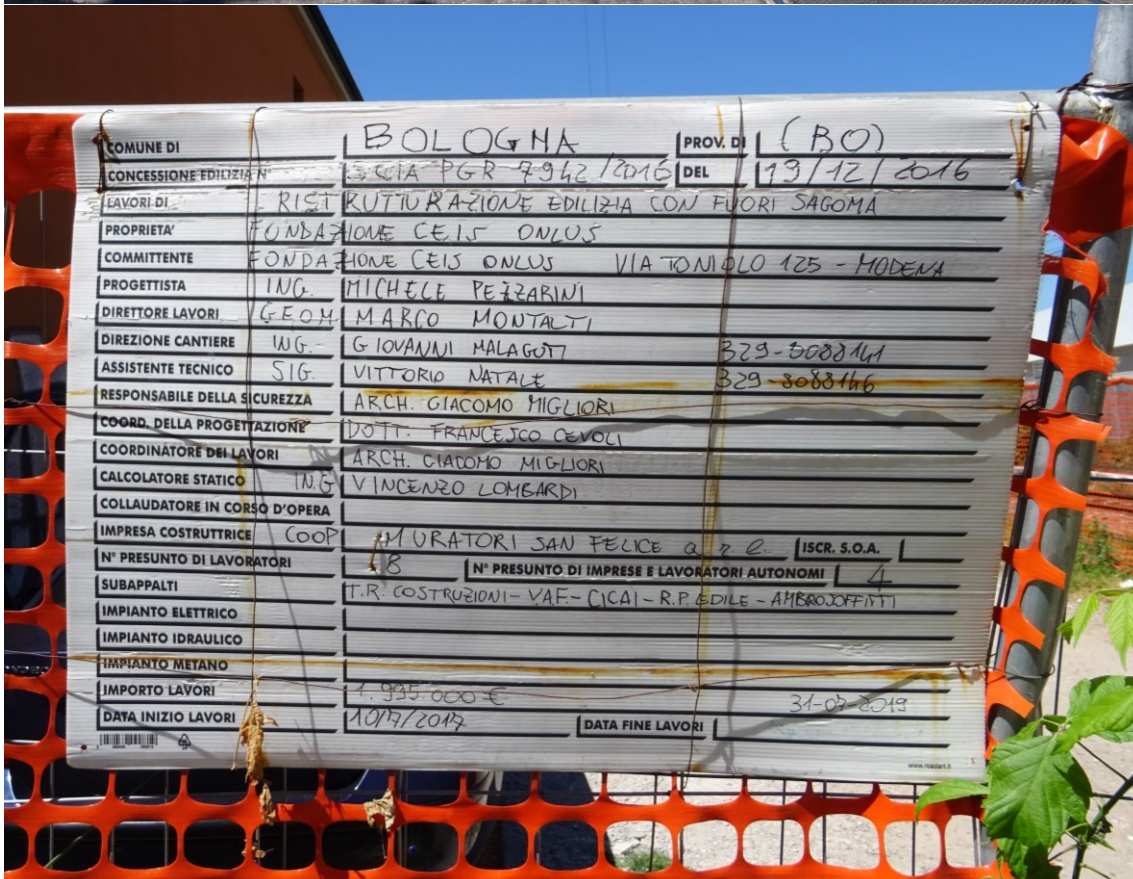 COMUNE DI BOLOGNA PROV. DI (BO)
CONCESSIONE EDILIZIA N° SCIA PGR 7942/2016 DEL 19/12/2016
LAVORI DI RISTRUTTURAZIONE EDILIZIA CON FUORI SAGOMA
PROPRIETA' FONDAZIONE CEIS ONLUS
COMMITTENTE FONDAZIONE CEIS ONLUS VIA TONIOLO 125 - MODENA
PROGETTISTA ING. MICHELE PEZZARINI
DIRETTORE LAVORI GEOM MARCO MONTALTI
DIREZIONE CANTIERE ING.- GIOVANNI MALAGUTI 329-8088141
ASSISTENTE TECNICO SIG. VITTORIO NATALE 329-8088146
RESPONSABILE DELLA SICUREZZA ARCH. GIACOMO MIGLIORI
COORD. DELLA PROGETTAZIONE DOTT. FRANCESCO CEVOLI
COORDINATORE DEI LAVORI ARCH. GIACOMO MIGLIORI
CALCOLATORE STATICO ING VINCENZO LOMBARDI
COLLAUDATORE IN CORSO D'OPERA
IMPRESA COSTRUTTRICE COOP MURATORI SAN FELICE a r l ISCR. S.O.A.
N° PRESUNTO DI LAVORATORI 8 N° PRESUNTO DI IMPRESE E LAVORATORI AUTONOMI 4
SUBAPPALTI T.R. COSTRUZIONI - V.A.F. - CICAI - R.P. EDILE - AMBROSOFFITTI
IMPIANTO ELETTRICO
IMPIANTO IDRAULICO
IMPIANTO METANO
IMPORTO LAVORI 1.995.000 € 31-07-2019
DATA INIZIO LAVORI 10/7/2017 DATA FINE LAVORI
www.roadart.it